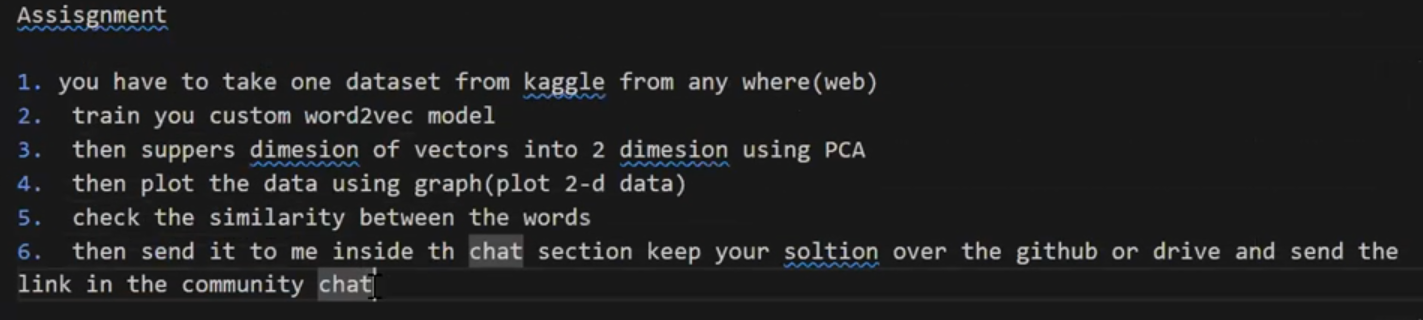 Assisgnment
1. you have to take one dataset from kaggle from any where(web)
2. train you custom word2vec model
3. then suppers dimesion of vectors into 2 dimesion using PCA
4. then plot the data using graph(plot 2-d data)
5. check the similarity between the words
6. then send it to me inside th chat section keep your soltion over the github or drive and send the
link in the community chat